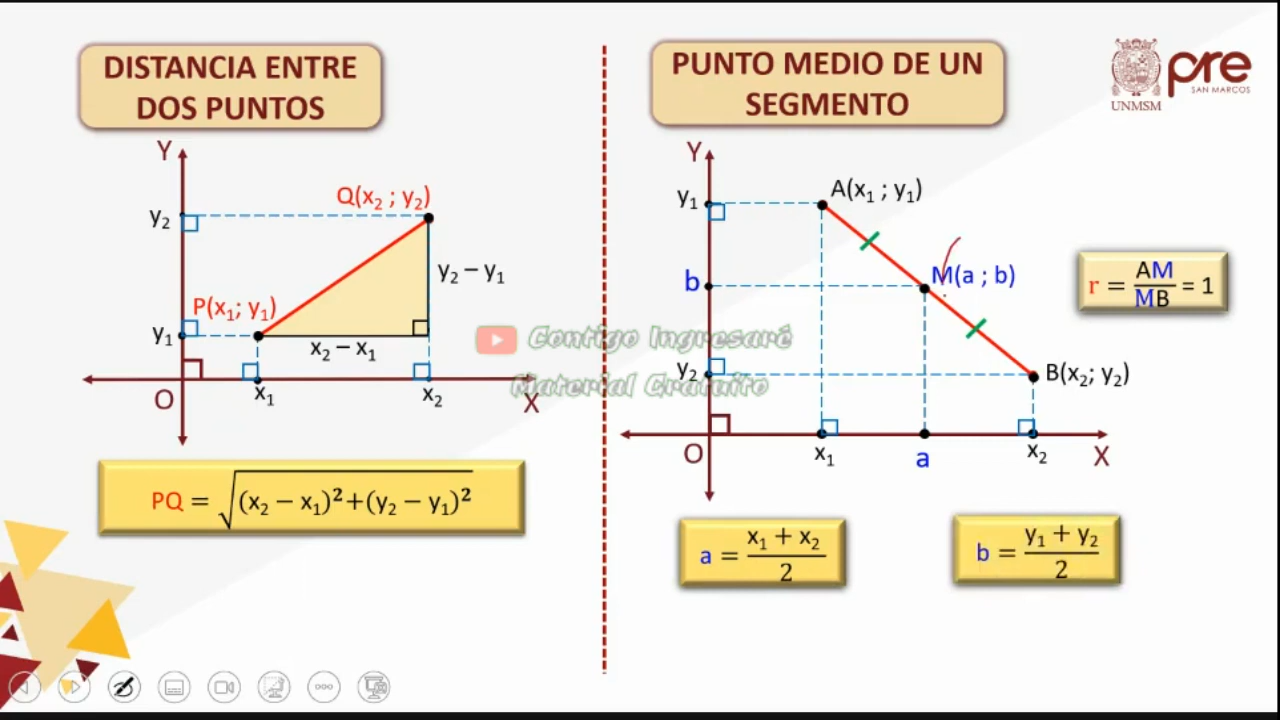 DISTANCIA ENTRE
DOS PUNTOS
Y
Q(x₂ ; y₂)
y₂
y₂ − y₁
P(x₁; y₁)
y₁
x₂ − x₁
O
x₁
x₂
X
PQ = √(x₂ − x₁)²+(y₂ − y₁)²
PUNTO MEDIO DE UN
SEGMENTO
Y
y₁
A(x₁ ; y₁)
b
M(a ; b)
y₂
B(x₂; y₂)
O
x₁
a
x₂
X
r = AM/MB = 1
a = x₁ + x₂/2
b = y₁ + y₂/2
UNMSM
pre
SAN MARCOS
Contigo Ingresaré
Material Gratuito